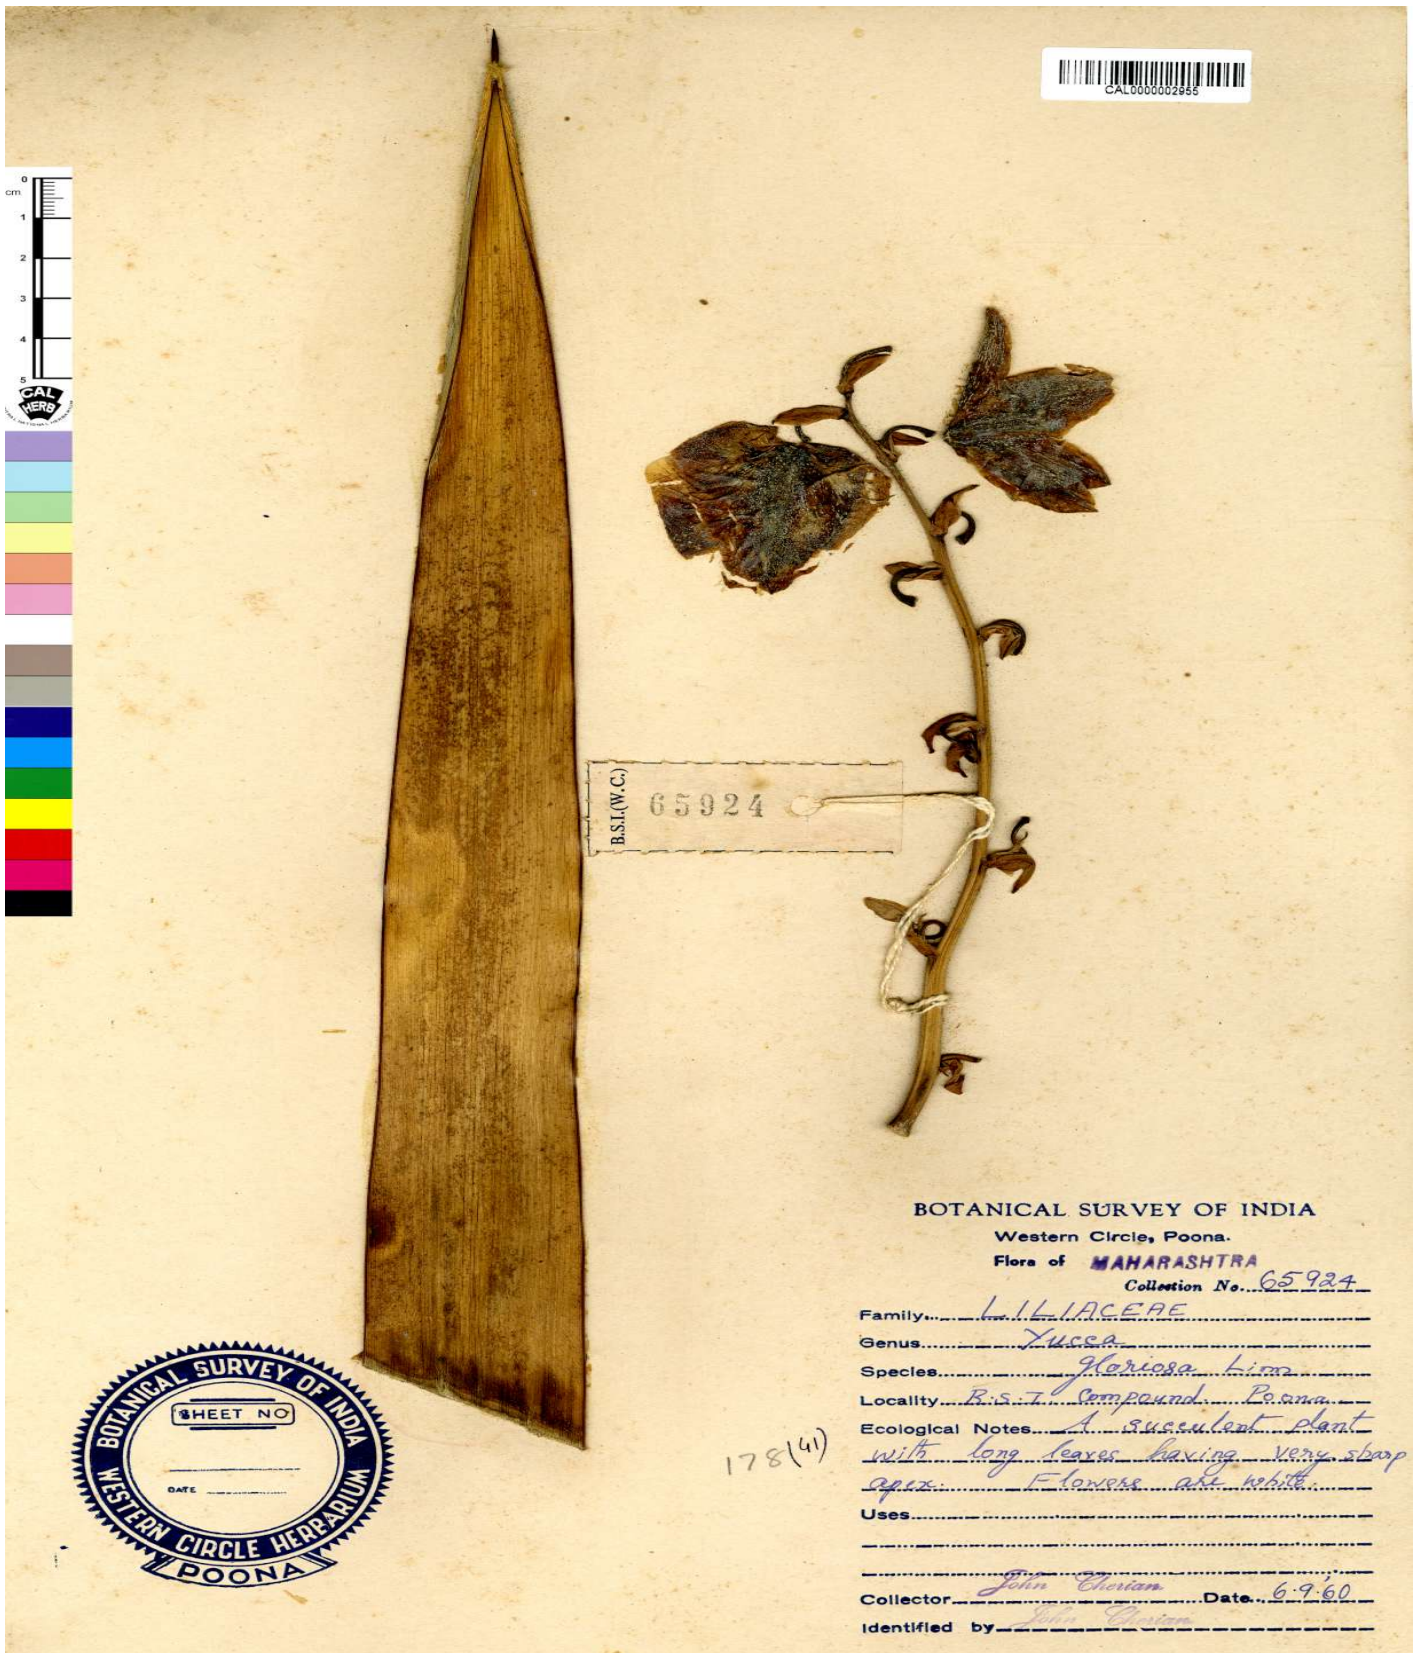 CAL0000002955
0
cm
1
2
3
4
5
CAL
HERB
B.S.I.(W.C.)
65924
BOTANICAL SURVEY OF INDIA
Western Circle, Poona.
Flora of MAHARASHTRA
Collection No. 65924
Family LILIACEAE
Genus Yucca
Species gloriosa Linn
Locality B.S.I. Compound. Poona
Ecological Notes A succulent plant
with long leaves having very sharp
apex. Flowers are white.
Uses
Collector John Cherian Date 6.9.'60
Identified by John Cherian
178(41)
BOTANICAL SURVEY OF INDIA
SHEET NO
DATE
WESTERN CIRCLE HERBARIUM
POONA